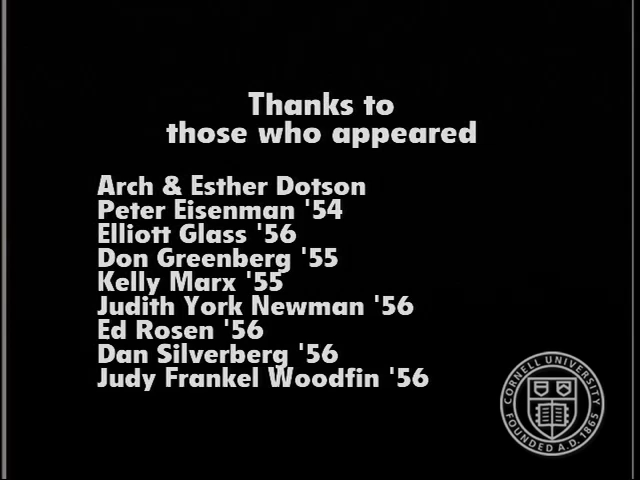 Thanks to
those who appeared
Arch & Esther Dotson
Peter Eisenman '54
Elliott Glass '56
Don Greenberg '55
Kelly Marx '55
Judith York Newman '56
Ed Rosen '56
Dan Silverberg '56
Judy Frankel Woodfin '56
CORNELL UNIVERSITY
FOUNDED A.D. 1865